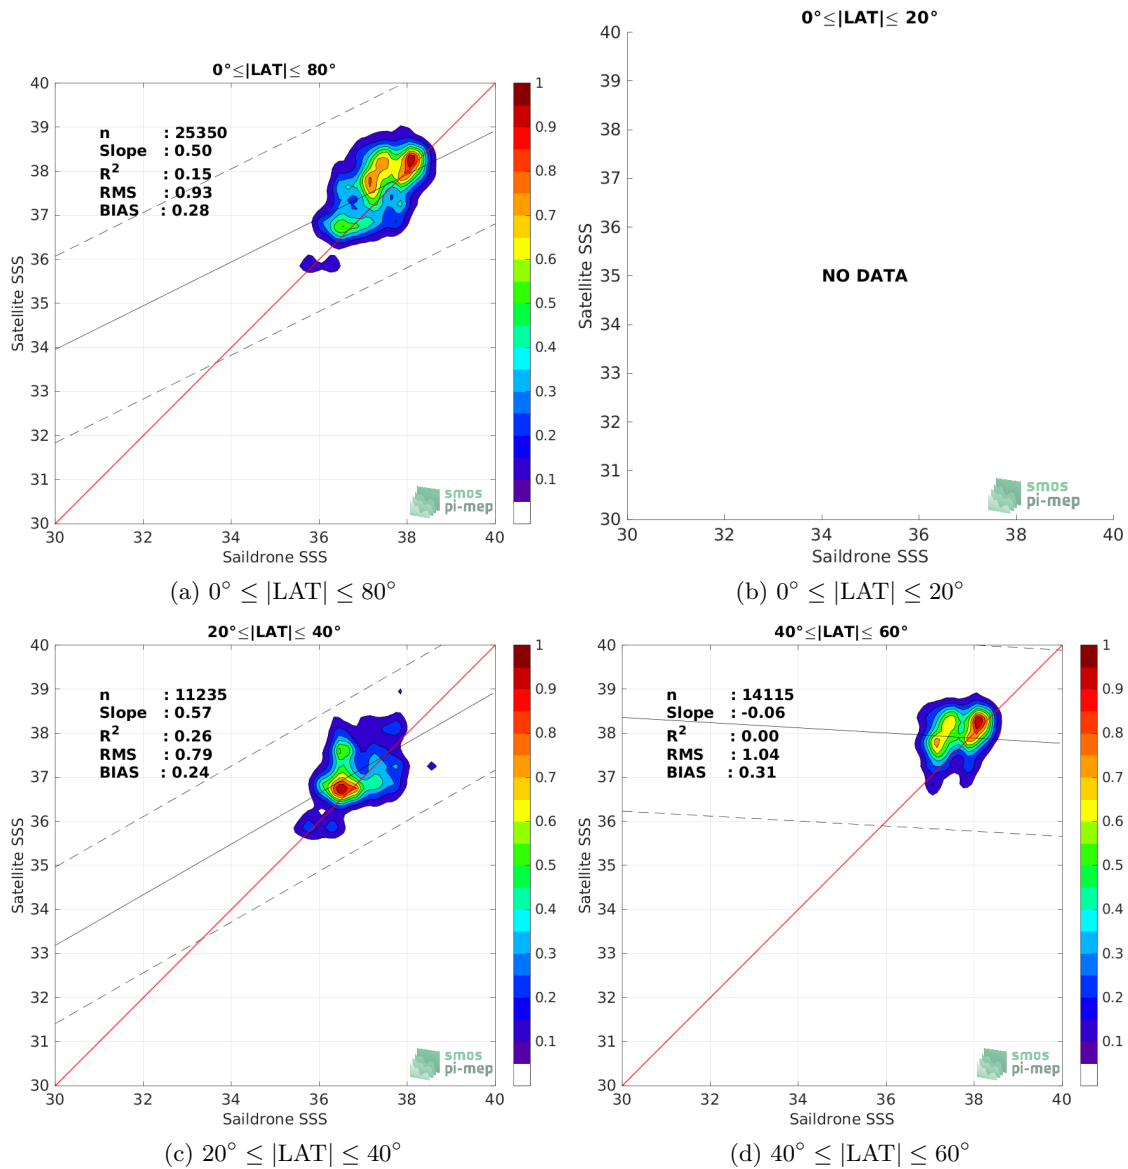 0°≤|LAT|≤ 80°
n : 25350
Slope : 0.50
R2 : 0.15
RMS : 0.93
BIAS : 0.28
40
39
38
37
36
35
34
33
32
31
30
30 32 34 36 38 40
Satellite SSS
Saildrone SSS
1
0.9
0.8
0.7
0.6
0.5
0.4
0.3
0.2
0.1
smos
pi-mep
(a) 0° ≤ |LAT| ≤ 80°
0°≤|LAT|≤ 20°
40
39
38
37
36
35
34
33
32
31
30
30 32 34 36 38 40
Satellite SSS
Saildrone SSS
NO DATA
smos
pi-mep
(b) 0° ≤ |LAT| ≤ 20°
20°≤|LAT|≤ 40°
n : 11235
Slope : 0.57
R2 : 0.26
RMS : 0.79
BIAS : 0.24
40
39
38
37
36
35
34
33
32
31
30
30 32 34 36 38 40
Satellite SSS
Saildrone SSS
1
0.9
0.8
0.7
0.6
0.5
0.4
0.3
0.2
0.1
smos
pi-mep
(c) 20° ≤ |LAT| ≤ 40°
40°≤|LAT|≤ 60°
n : 14115
Slope : -0.06
R2 : 0.00
RMS : 1.04
BIAS : 0.31
40
39
38
37
36
35
34
33
32
31
30
30 32 34 36 38 40
Satellite SSS
Saildrone SSS
1
0.9
0.8
0.7
0.6
0.5
0.4
0.3
0.2
0.1
smos
pi-mep
(d) 40° ≤ |LAT| ≤ 60°